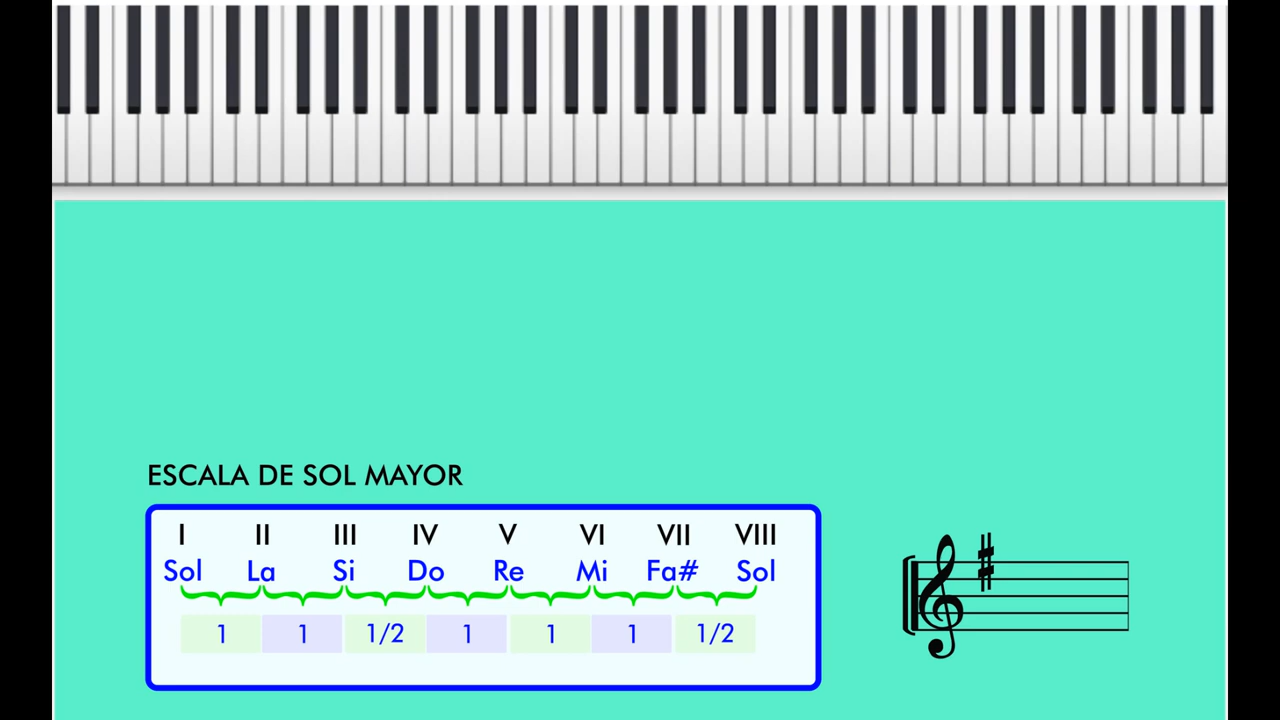 ESCALA DE SOL MAYOR
I II III IV V VI VII VIII
Sol La Si Do Re Mi Fa# Sol
1 1 1/2 1 1 1 1/2